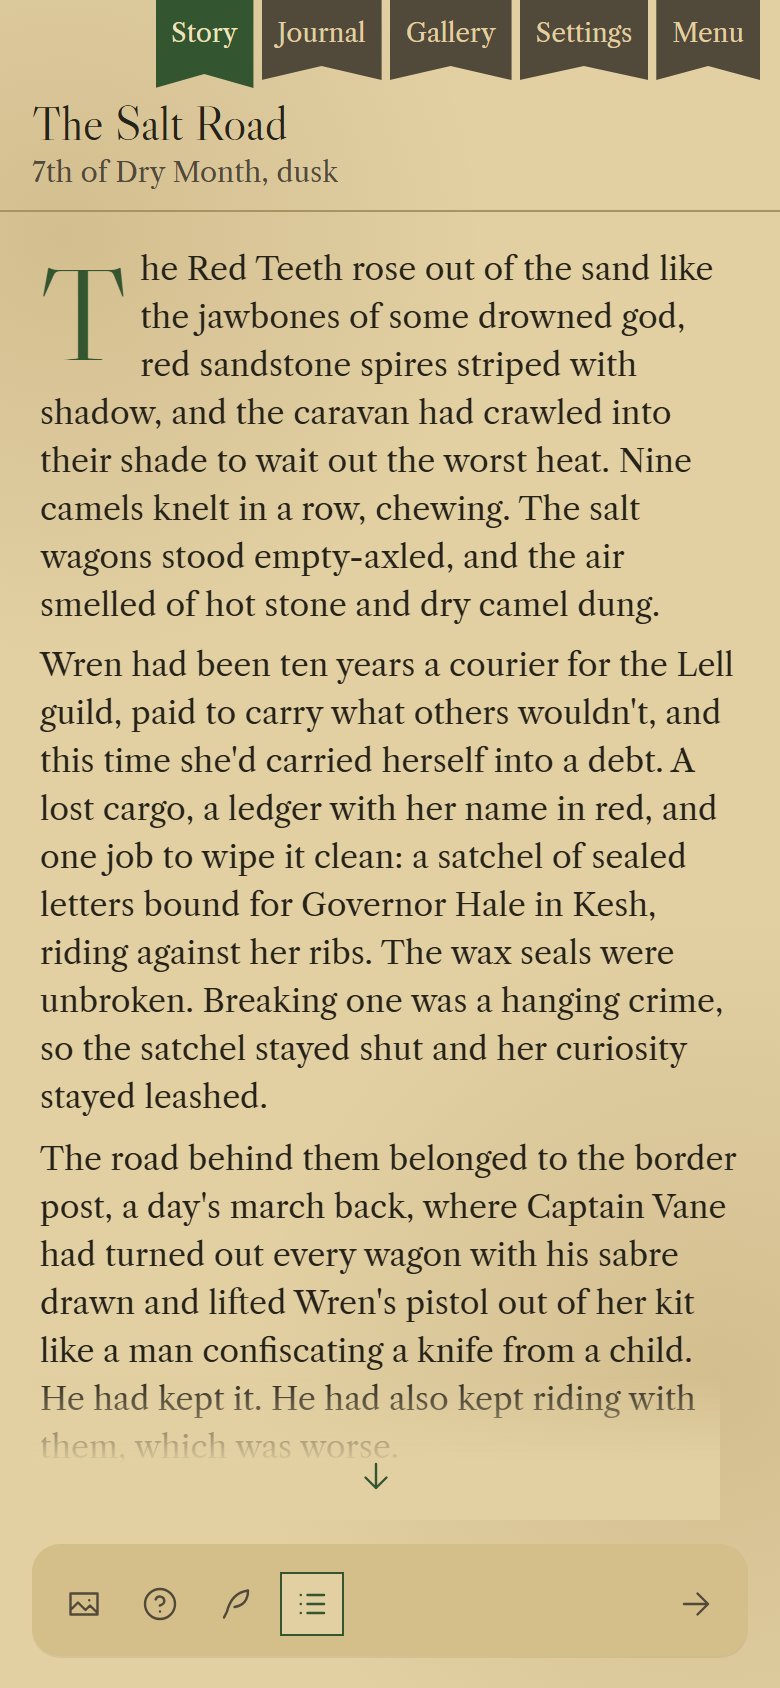 Story Journal Gallery Settings Menu
The Salt Road
7th of Dry Month, dusk
The Red Teeth rose out of the sand like
the jawbones of some drowned god,
red sandstone spires striped with
shadow, and the caravan had crawled into
their shade to wait out the worst heat. Nine
camels knelt in a row, chewing. The salt
wagons stood empty-axled, and the air
smelled of hot stone and dry camel dung.
Wren had been ten years a courier for the Lell
guild, paid to carry what others wouldn't, and
this time she'd carried herself into a debt. A
lost cargo, a ledger with her name in red, and
one job to wipe it clean: a satchel of sealed
letters bound for Governor Hale in Kesh,
riding against her ribs. The wax seals were
unbroken. Breaking one was a hanging crime,
so the satchel stayed shut and her curiosity
stayed leashed.
The road behind them belonged to the border
post, a day's march back, where Captain Vane
had turned out every wagon with his sabre
drawn and lifted Wren's pistol out of her kit
like a man confiscating a knife from a child.
He had kept it. He had also kept riding with
them, which was worse.